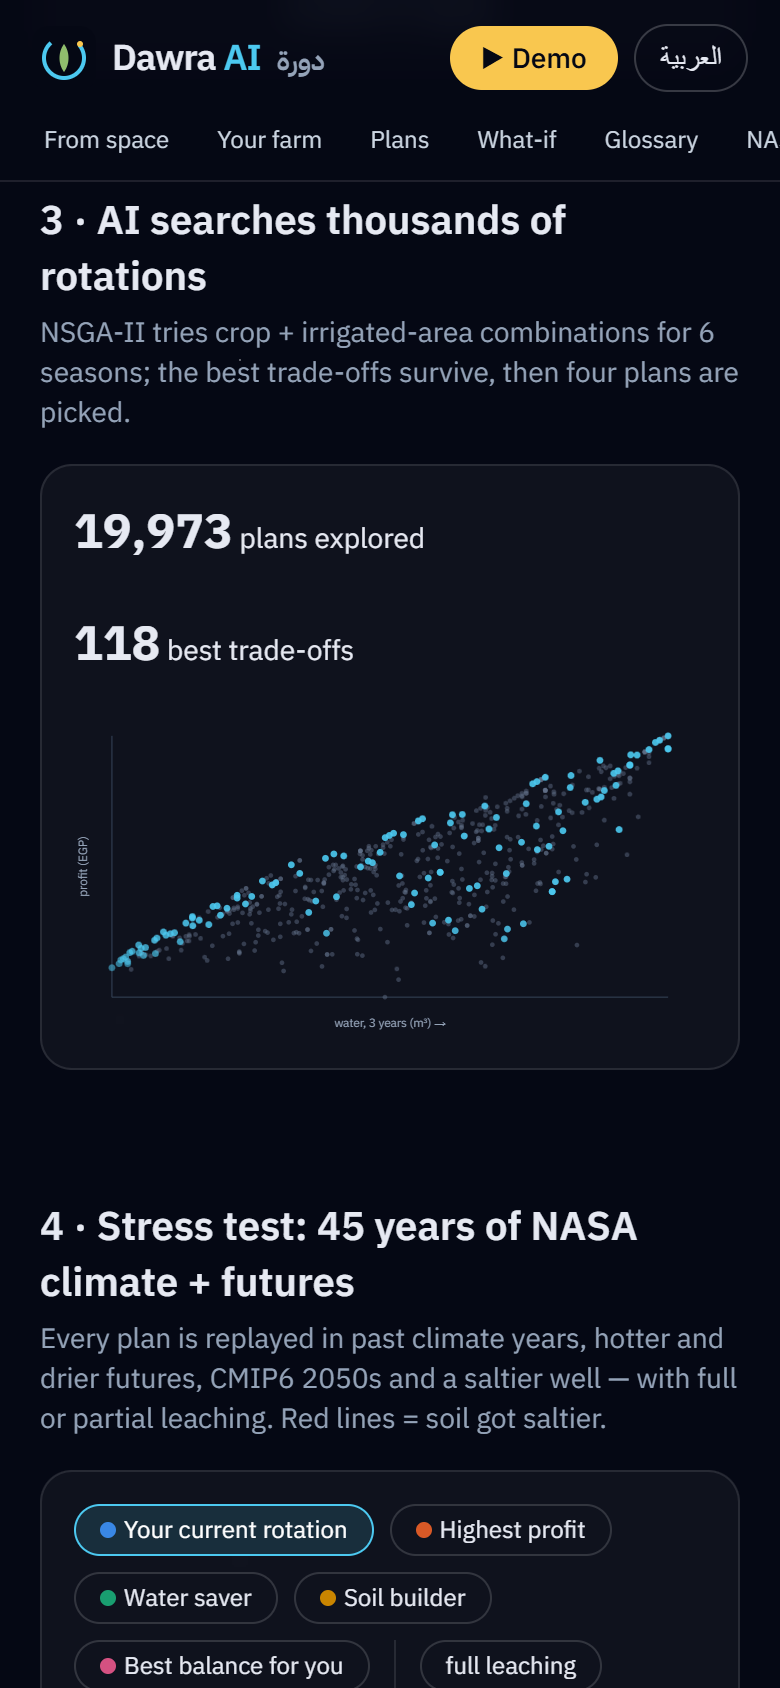 Dawra AI دورة
▶ Demo
العربية
From space Your farm Plans What-if Glossary NA
3 · AI searches thousands of
rotations
NSGA-II tries crop + irrigated-area combinations for 6
seasons; the best trade-offs survive, then four plans are
picked.
19,973 plans explored
118 best trade-offs
profit (EGP)
water, 3 years (m³) →
4 · Stress test: 45 years of NASA
climate + futures
Every plan is replayed in past climate years, hotter and
drier futures, CMIP6 2050s and a saltier well — with full
or partial leaching. Red lines = soil got saltier.
Your current rotation Highest profit
Water saver Soil builder
Best balance for you full leaching